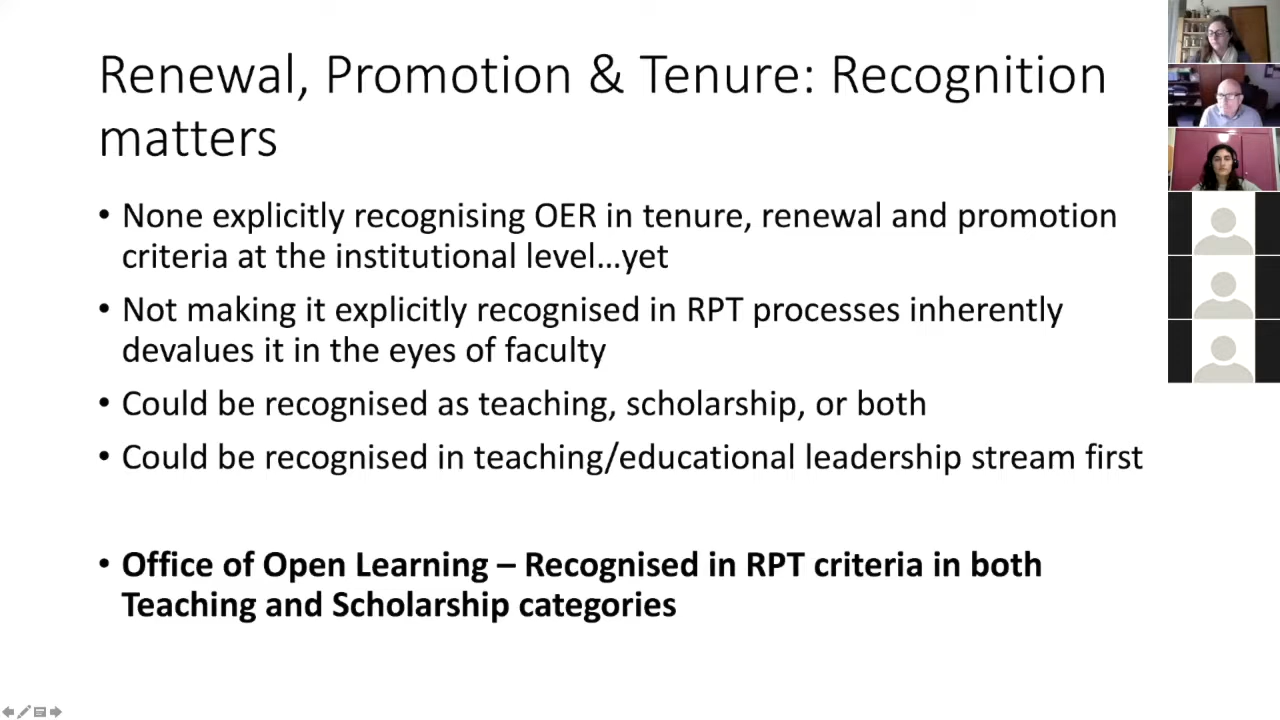 Renewal, Promotion & Tenure: Recognition
matters
• None explicitly recognising OER in tenure, renewal and promotion
criteria at the institutional level…yet
• Not making it explicitly recognised in RPT processes inherently
devalues it in the eyes of faculty
• Could be recognised as teaching, scholarship, or both
• Could be recognised in teaching/educational leadership stream first
• Office of Open Learning – Recognised in RPT criteria in both
Teaching and Scholarship categories